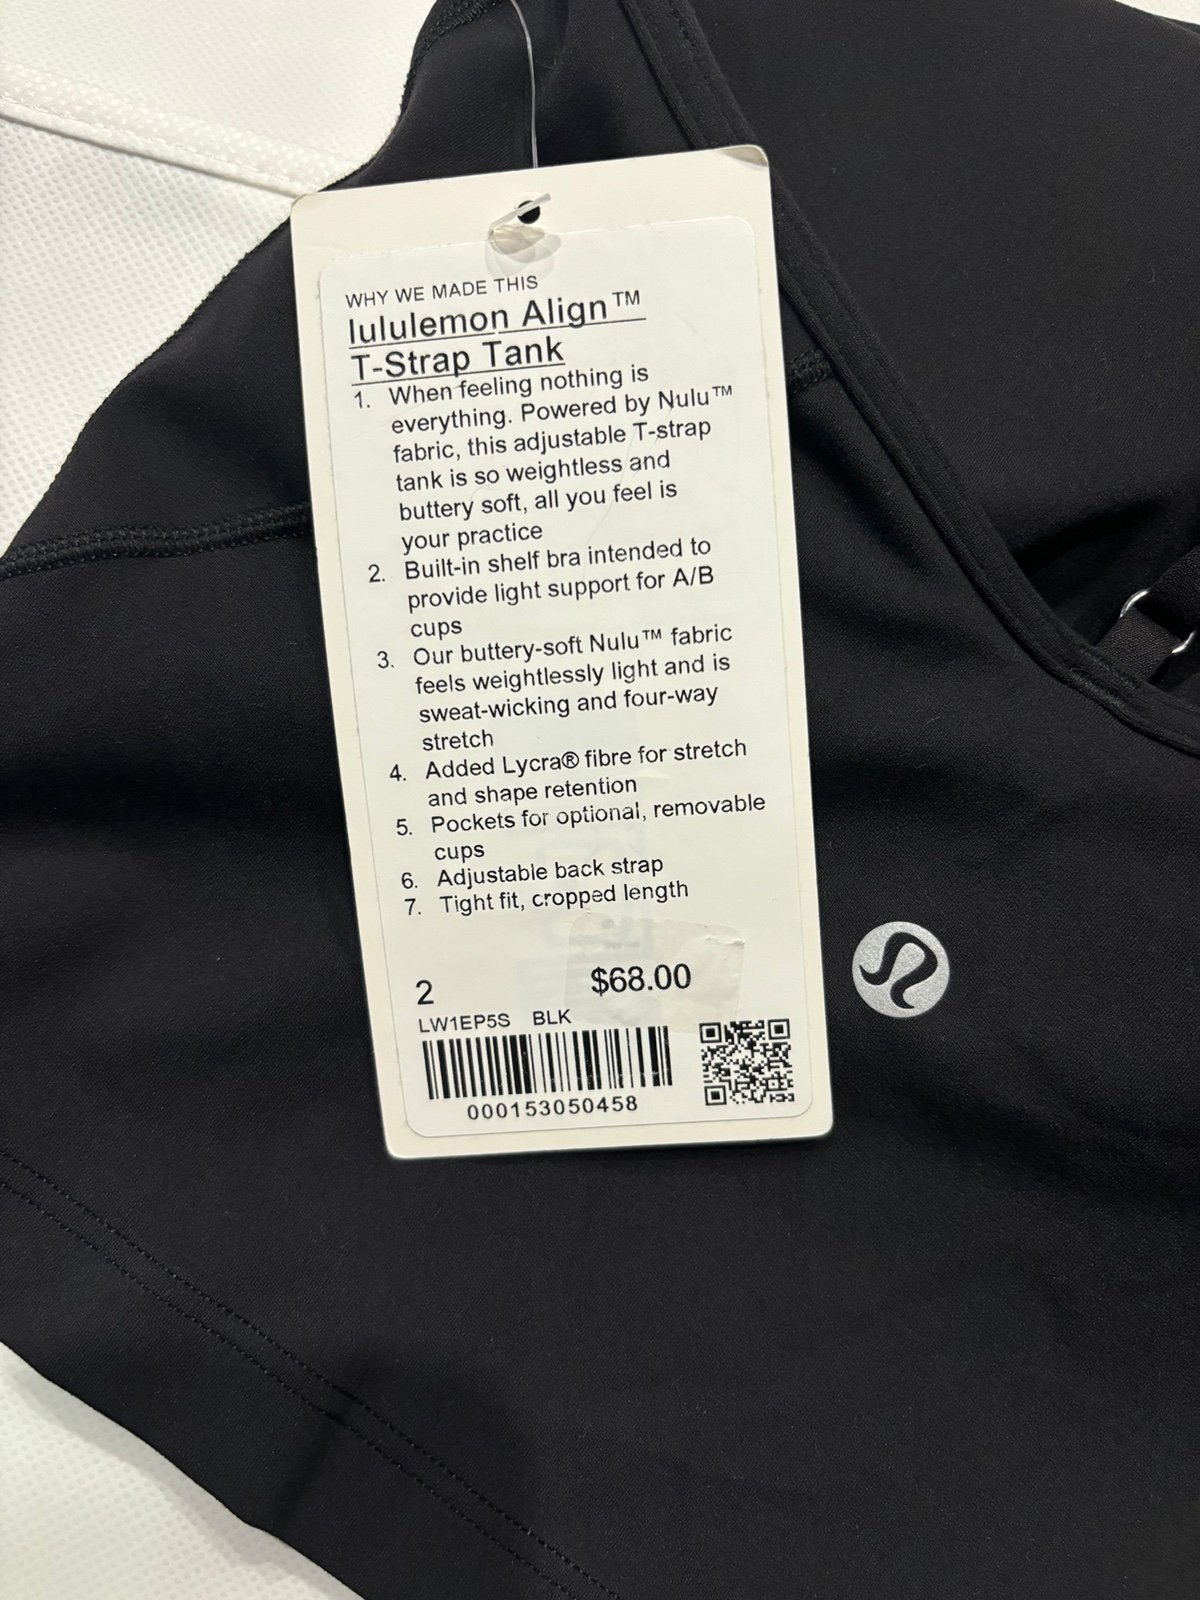 WHY WE MADE THIS
lululemon Align™
T-Strap Tank
1. When feeling nothing is
everything. Powered by Nulu™
fabric, this adjustable T-strap
tank is so weightless and
buttery soft, all you feel is
your practice
2. Built-in shelf bra intended to
provide light support for A/B
cups
3. Our buttery-soft Nulu™ fabric
feels weightlessly light and is
sweat-wicking and four-way
stretch
4. Added Lycra® fibre for stretch
and shape retention
5. Pockets for optional, removable
cups
6. Adjustable back strap
7. Tight fit, cropped length
2 $68.00
LW1EP5S BLK
000153050458